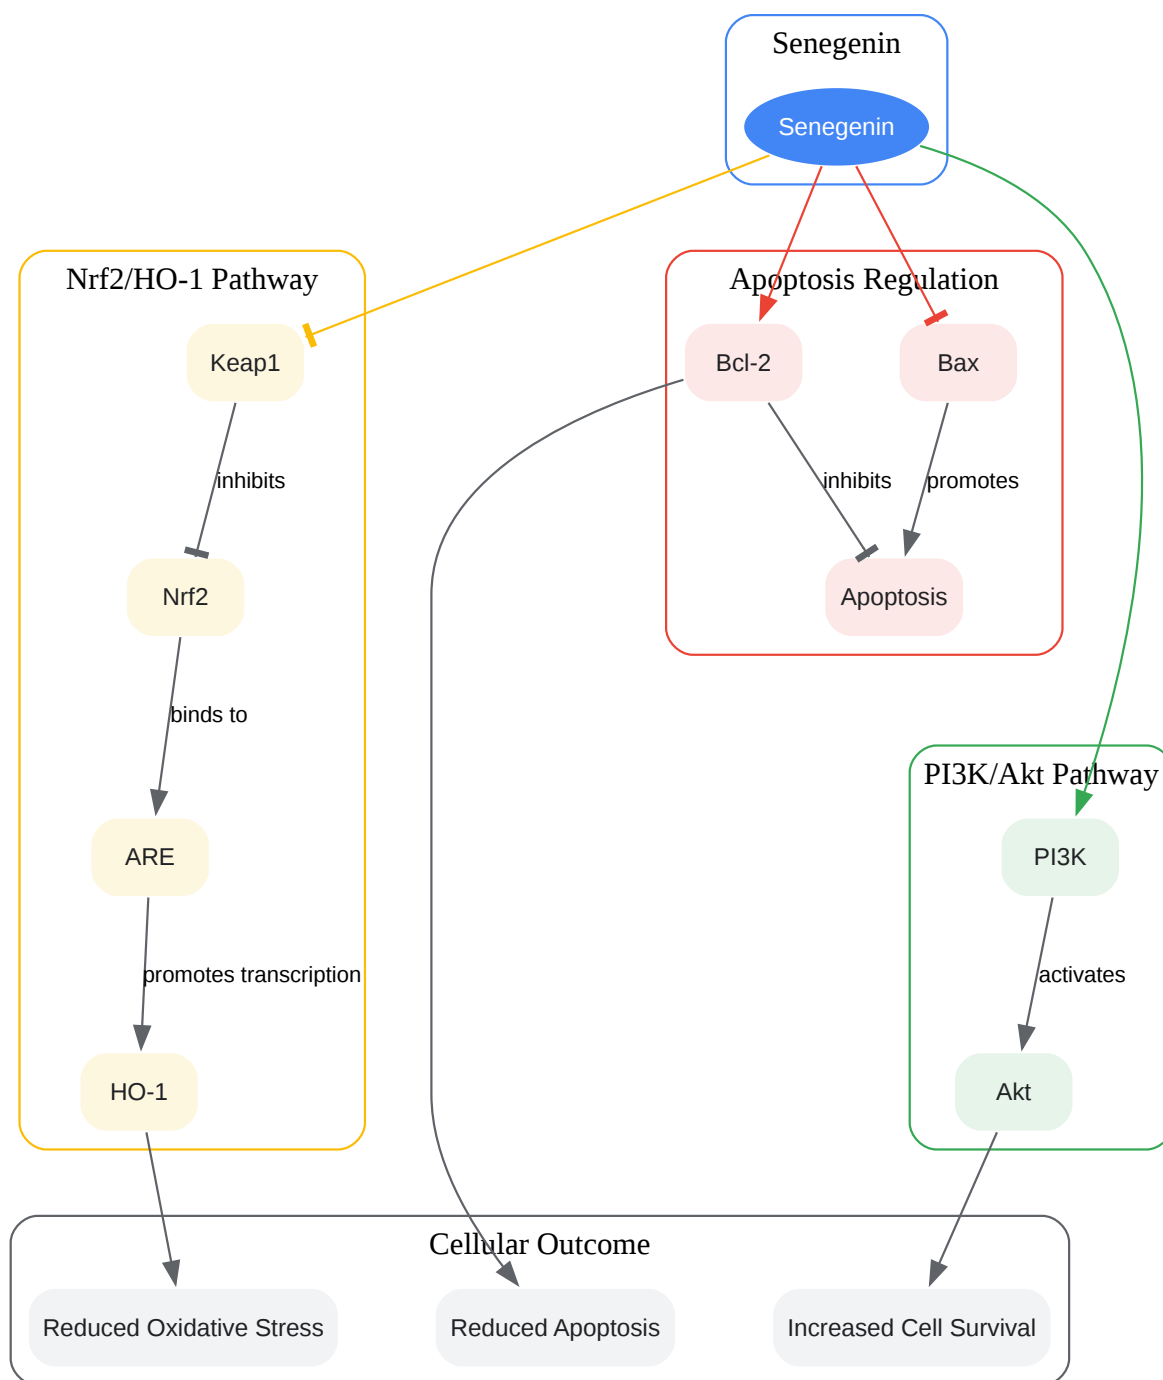 Senegenin
Senegenin
Nrf2/HO-1 Pathway
Apoptosis Regulation
Keap1
Bcl-2
Bax
inhibits
inhibits
promotes
Nrf2
Apoptosis
binds to
PI3K/Akt Pathway
ARE
PI3K
promotes transcription
activates
HO-1
Akt
Cellular Outcome
Reduced Oxidative Stress
Reduced Apoptosis
Increased Cell Survival